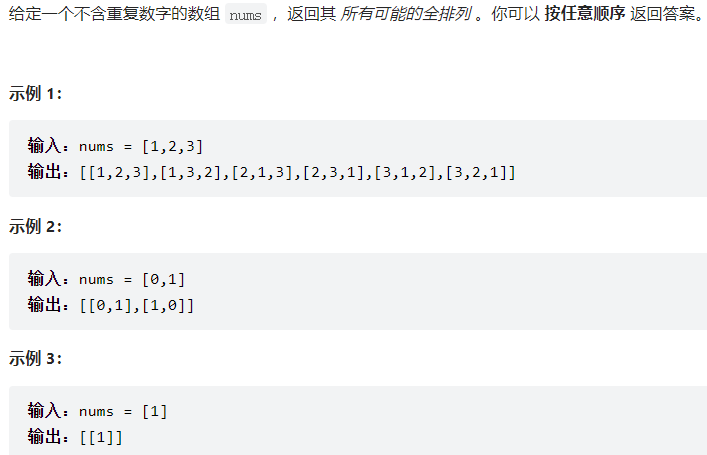 给定一个不含重复数字的数组 nums ，返回其 所有可能的全排列 。你可以 按任意顺序 返回答案。
示例 1：
输入：nums = [1,2,3]
输出：[[1,2,3],[1,3,2],[2,1,3],[2,3,1],[3,1,2],[3,2,1]]
示例 2：
输入：nums = [0,1]
输出：[[0,1],[1,0]]
示例 3：
输入：nums = [1]
输出：[[1]]